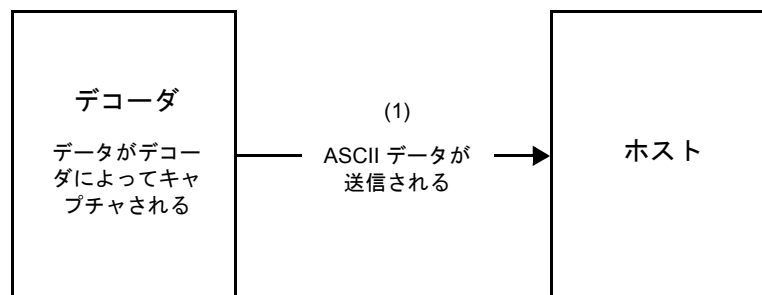 デコーダ
データがデコー
ダによってキャ
プチャされる
(1)
ASCII データが
送信される
ホスト